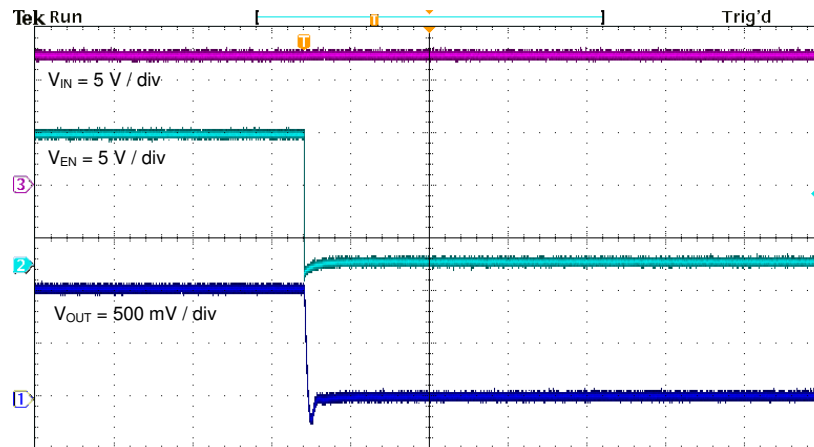 Tek Run Trig'd
T
T
V_IN = 5 V / div
V_EN = 5 V / div
3
2
V_OUT = 500 mV / div
1